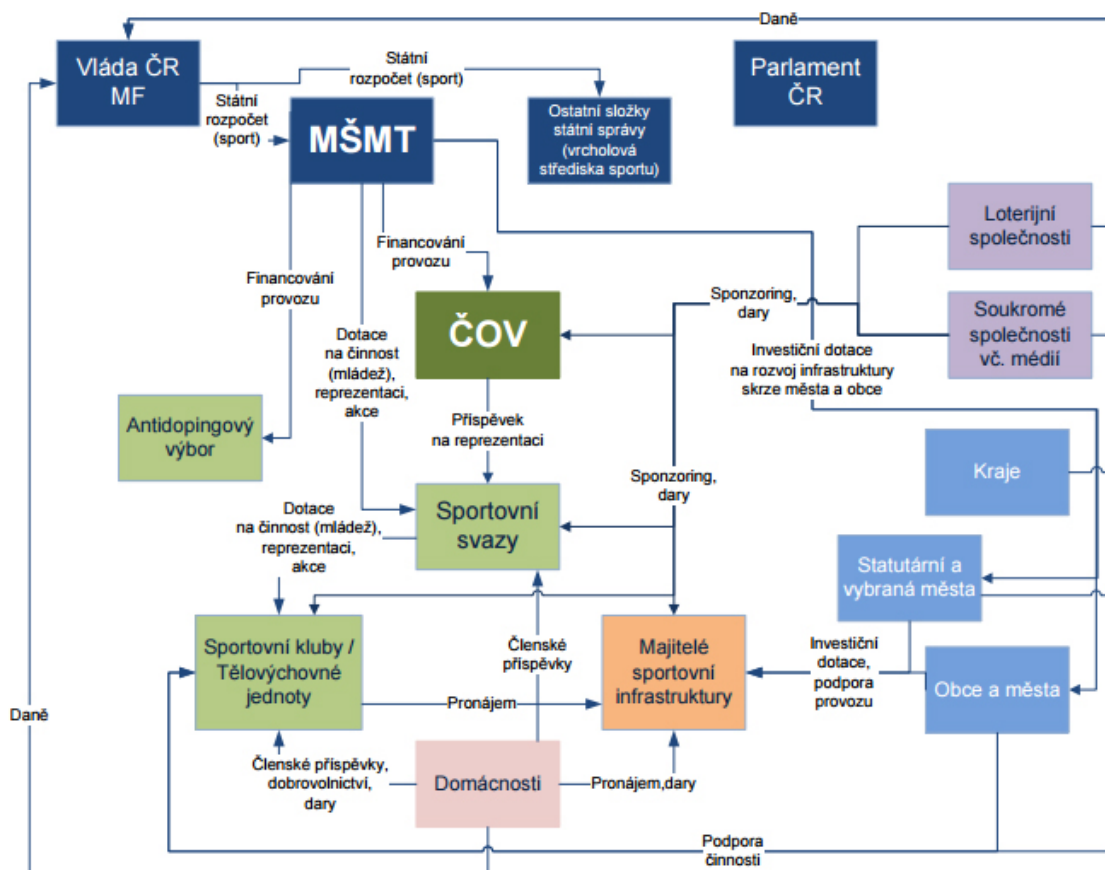 Daně
Vláda ČR
MF
Státní
rozpočet (sport)
Parlament
ČR
Státní
rozpočet
(sport)
MŠMT
Ostatní složky
státní správy
(vrcholová
střediska sportu)
Loterijní
společnosti
Financování
provozu
Financování
provozu
Sponzoring,
dary
Soukromé
společnosti
vč. médií
ČOV
Dotace
na činnost
(mládež),
reprezentaci,
akce
Investiční dotace
na rozvoj infrastruktury
skrze města a obce
Antidopingový
výbor
Příspěvek
na reprezentaci
Kraje
Sponzoring,
dary
Sportovní
svazy
Dotace
na činnost (mládež),
reprezentaci,
akce
Statutární a
vybraná města
Sportovní kluby /
Tělovýchovné
jednoty
Členské
příspěvky
Majitelé
sportovní
infrastruktury
Investiční
dotace,
podpora
provozu
Obce a města
Pronájem
Daně
Členské příspěvky,
dobrovolnictví,
dary
Domácnosti
Pronájem,dary
Podpora
činnosti